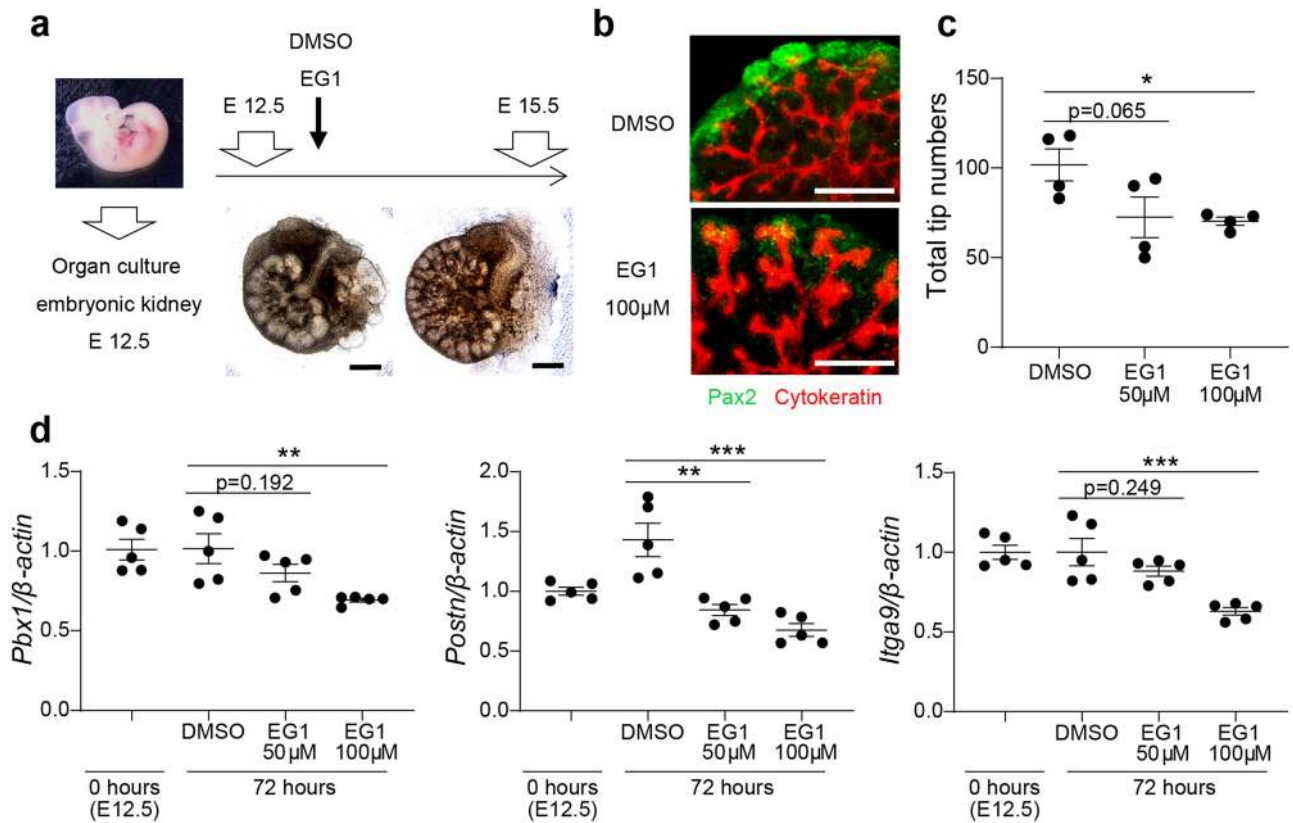 a
DMSO
EG1
E 12.5
E 15.5
Organ culture
embryonic kidney
E 12.5
b
DMSO
EG1
100μM
Pax2 Cytokeratin
c
Total tip numbers
150
100
50
0
*
p=0.065
DMSO
EG1
50μM
EG1
100μM
d
Pbx1/β-actin
1.5
1.0
0.5
0.0
**
p=0.192
DMSO
EG1
50μM
EG1
100μM
0 hours
(E12.5)
72 hours
Postn/β-actin
2.0
1.5
1.0
0.5
0.0
***
**
DMSO
EG1
50μM
EG1
100μM
0 hours
(E12.5)
72 hours
Itga9/β-actin
1.5
1.0
0.5
0.0
***
p=0.249
DMSO
EG1
50μM
EG1
100μM
0 hours
(E12.5)
72 hours